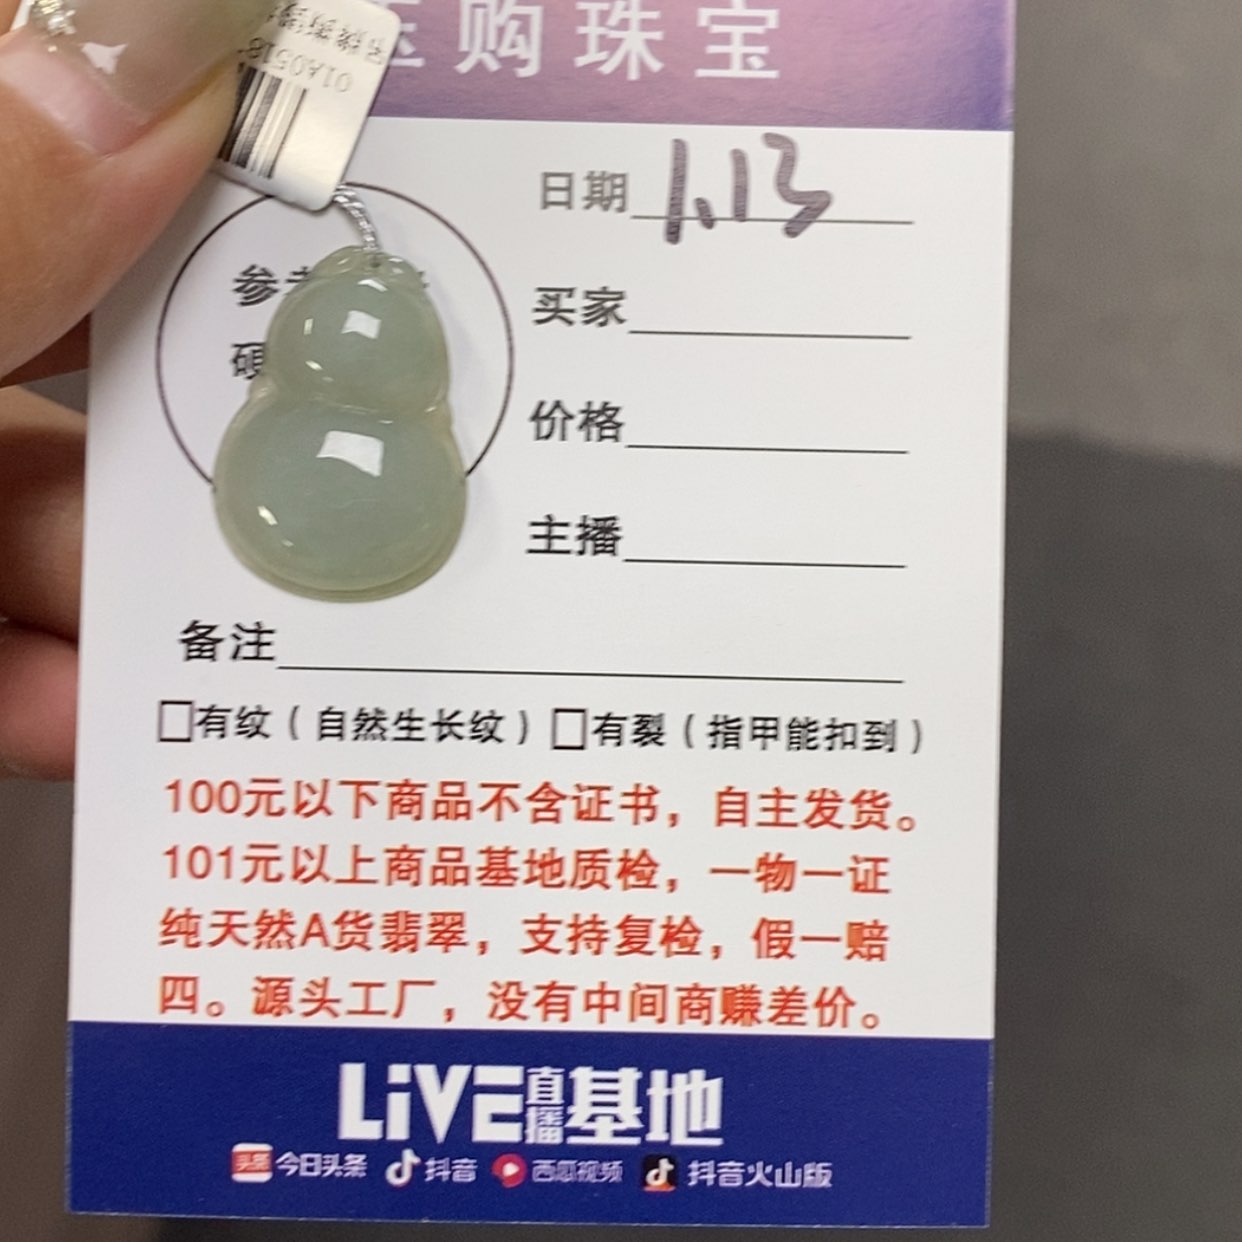 购珠宝
01A0518
日期 1.13
买家
价格
主播
备注
□有纹（自然生长纹）□有裂（指甲能扣到）
100元以下商品不含证书，自主发货。
101元以上商品基地质检，一物一证
纯天然A货翡翠，支持复检，假一赔
四。源头工厂，没有中间商赚差价。
LiVE直播基地
头条 今日头条 抖音 西瓜视频 抖音火山版